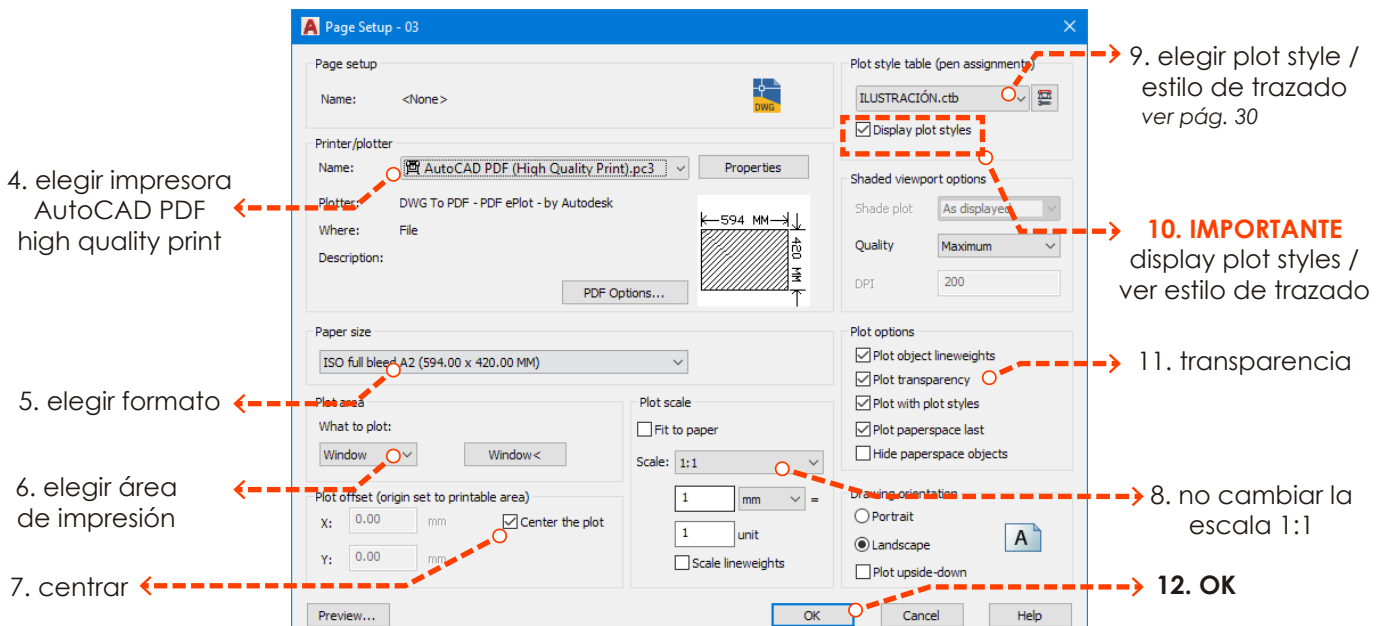 Page Setup - 03
Page setup
Name: <None>
DWG
Printer/plotter
Name: AutoCAD PDF (High Quality Print).pc3 Properties
Plotter: DWG To PDF - PDF ePlot - by Autodesk
Where: File
Description:
594 MM
420 MM
PDF Options...
Paper size
ISO full bleed A2 (594.00 x 420.00 MM)
Plot area
What to plot:
Window Window<
Plot offset (origin set to printable area)
X: 0.00 mm Center the plot
Y: 0.00 mm
Plot scale
Fit to paper
Scale: 1:1
1 mm =
1 unit
Scale lineweights
Plot style table (pen assignments)
ILUSTRACIÓN.ctb
Display plot styles
Shaded viewport options
Shade plot As displayed
Quality Maximum
DPI 200
Plot options
Plot object lineweights
Plot transparency
Plot with plot styles
Plot paperspace last
Hide paperspace objects
Drawing orientation
Portrait
Landscape
A
Plot upside-down
Preview... OK Cancel Help
4. elegir impresora
AutoCAD PDF
high quality print
5. elegir formato
6. elegir área
de impresión
7. centrar
8. no cambiar la
escala 1:1
9. elegir plot style /
estilo de trazado
ver pág. 30
10. IMPORTANTE
display plot styles /
ver estilo de trazado
11. transparencia
12. OK